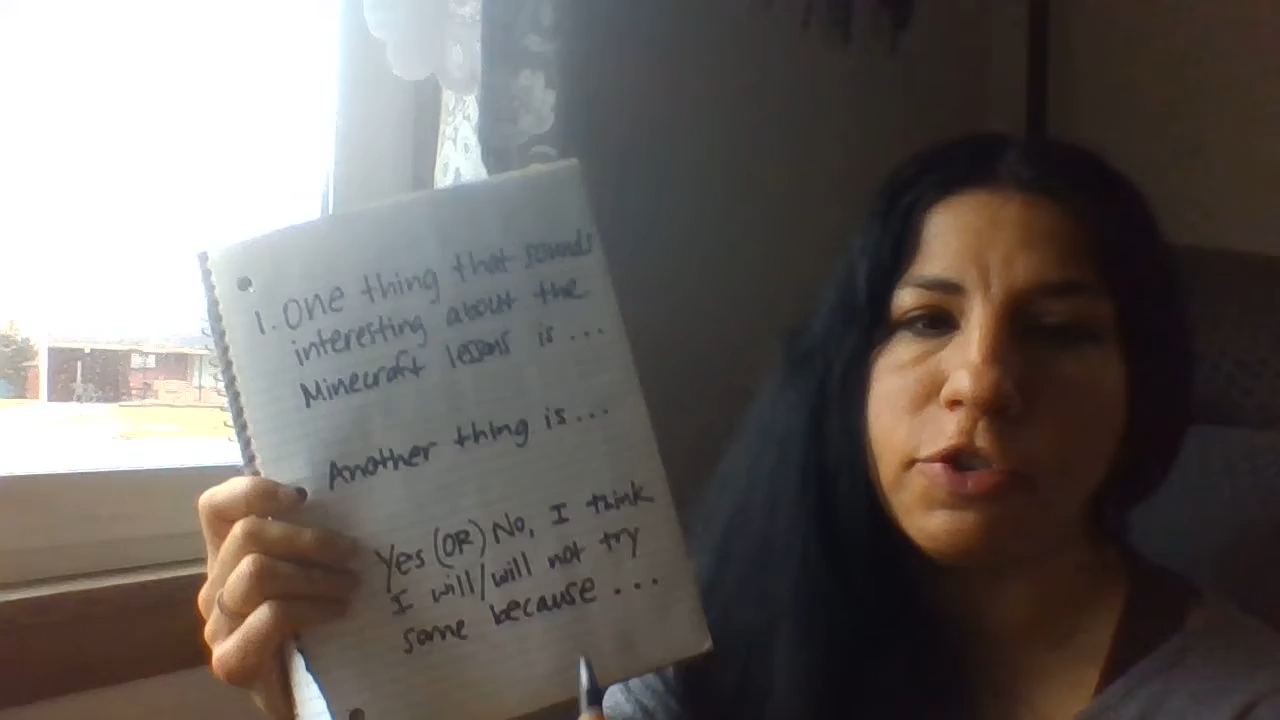 1. One thing that sounds
interesting about the
Minecraft lessons is ...
Another thing is...
Yes (OR) No, I think
I will/will not try
some because ...